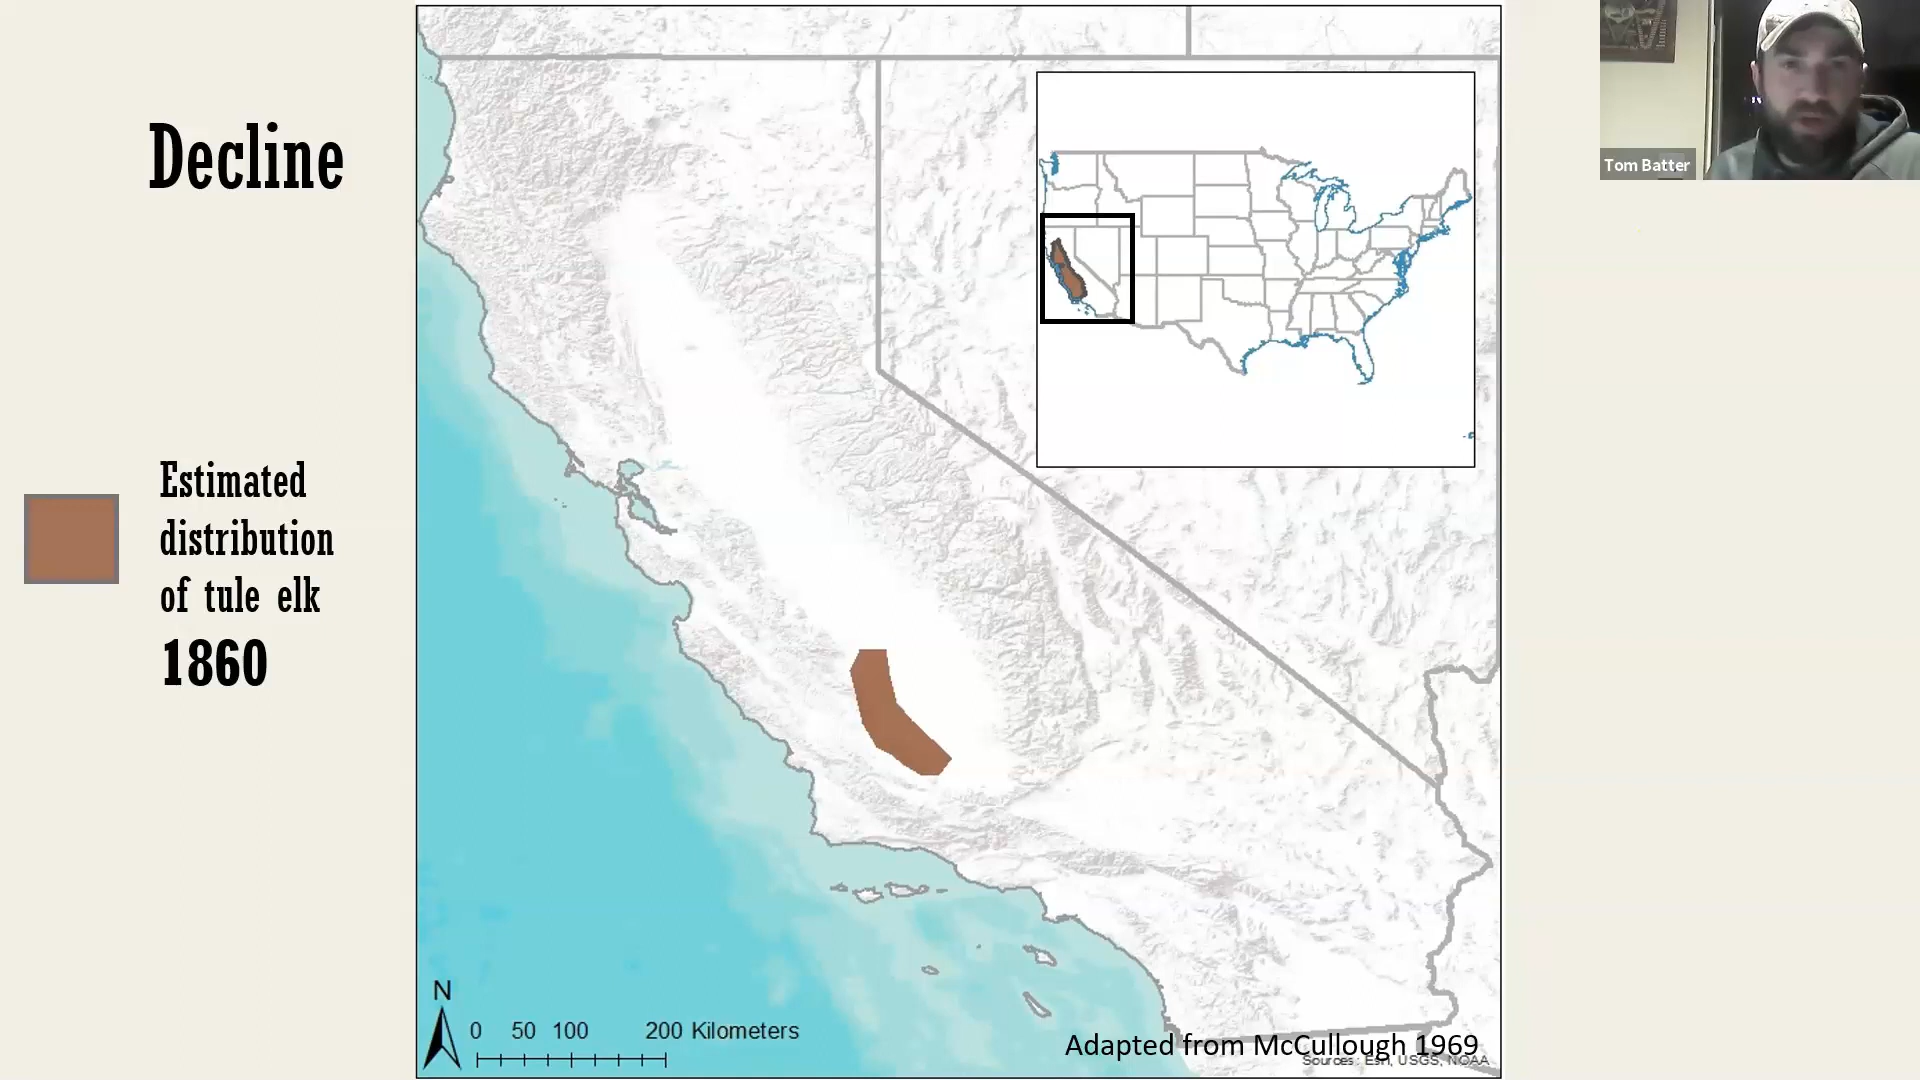 Decline
Estimated
distribution
of tule elk
1860
Tom Batter
N
0 50 100 200 Kilometers
Adapted from McCullough 1969
Sources: Esri, USGS, NOAA